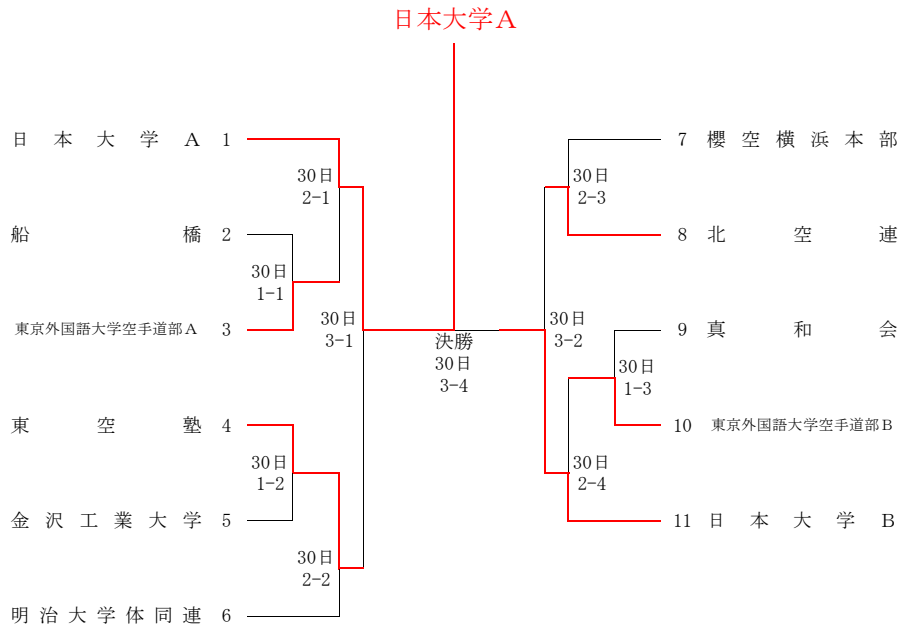 日本大学A
日本大学A 1
30日
2-1
船橋 2
30日
1-1
東京外国語大学空手道部A 3
30日
3-1
東空塾 4
30日
1-2
金沢工業大学 5
30日
2-2
明治大学体同連 6
決勝
30日
3-4
7 櫻空横浜本部
30日
2-3
8 北空連
30日
3-2
9 真和会
30日
1-3
10 東京外国語大学空手道部B
30日
2-4
11 日本大学B